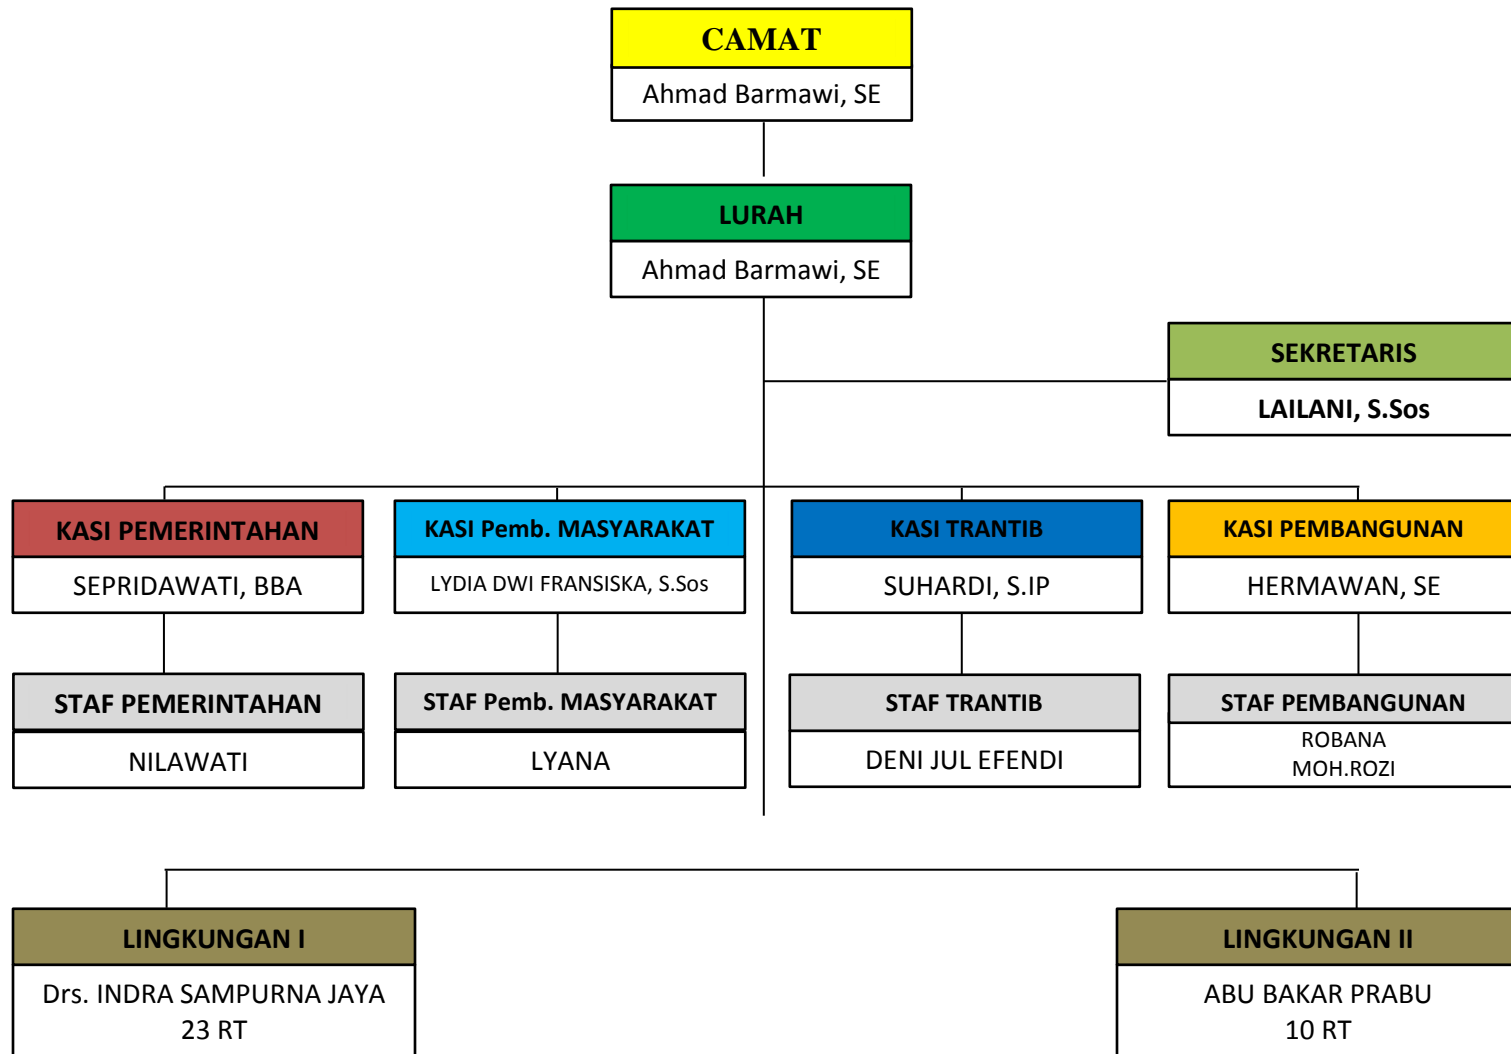 CAMAT
Ahmad Barmawi, SE
LURAH
Ahmad Barmawi, SE
SEKRETARIS
LAILANI, S.Sos
KASI PEMERINTAHAN
SEPRIDAWATI, BBA
KASI Pemb. MASYARAKAT
LYDIA DWI FRANSISKA, S.Sos
KASI TRANTIB
SUHARDI, S.IP
KASI PEMBANGUNAN
HERMAWAN, SE
STAF PEMERINTAHAN
NILAWATI
STAF Pemb. MASYARAKAT
LYANA
STAF TRANTIB
DENI JUL EFENDI
STAF PEMBANGUNAN
ROBANA
MOH.ROZI
LINGKUNGAN I
Drs. INDRA SAMPURNA JAYA
23 RT
LINGKUNGAN II
ABU BAKAR PRABU
10 RT